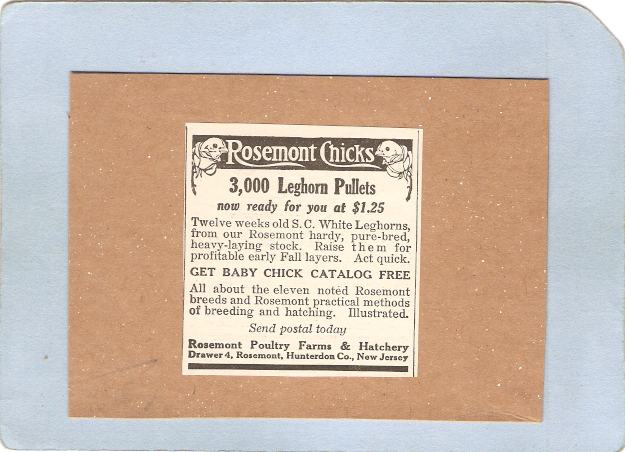 Rosemont Chicks
3,000 Leghorn Pullets
now ready for you at $1.25
Twelve weeks old S.C. White Leghorns,
from our Rosemont hardy, pure-bred,
heavy-laying stock. Raise them for
profitable early Fall layers. Act quick.
GET BABY CHICK CATALOG FREE
All about the eleven noted Rosemont
breeds and Rosemont practical methods
of breeding and hatching. Illustrated.
Send postal today
Rosemont Poultry Farms & Hatchery
Drawer 4, Rosemont, Hunterdon Co., New Jersey